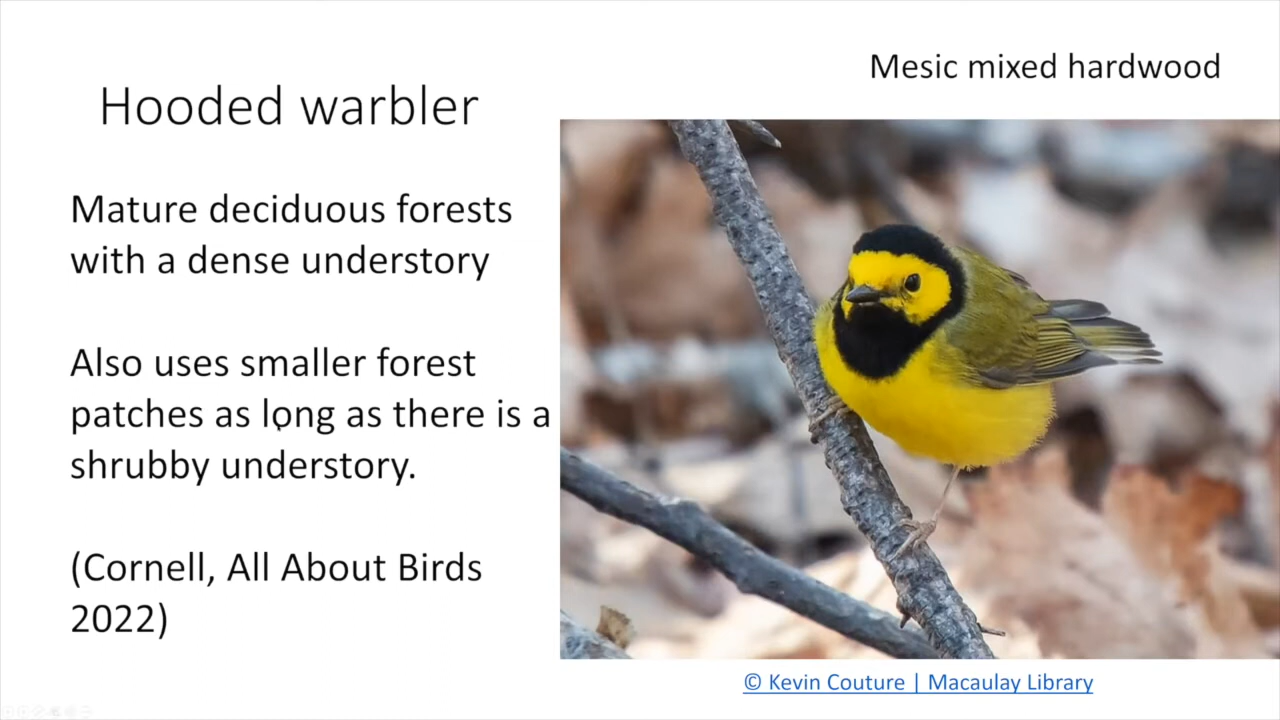 Mesic mixed hardwood
Hooded warbler
Mature deciduous forests
with a dense understory
Also uses smaller forest
patches as long as there is a
shrubby understory.
(Cornell, All About Birds
2022)
© Kevin Couture | Macaulay Library